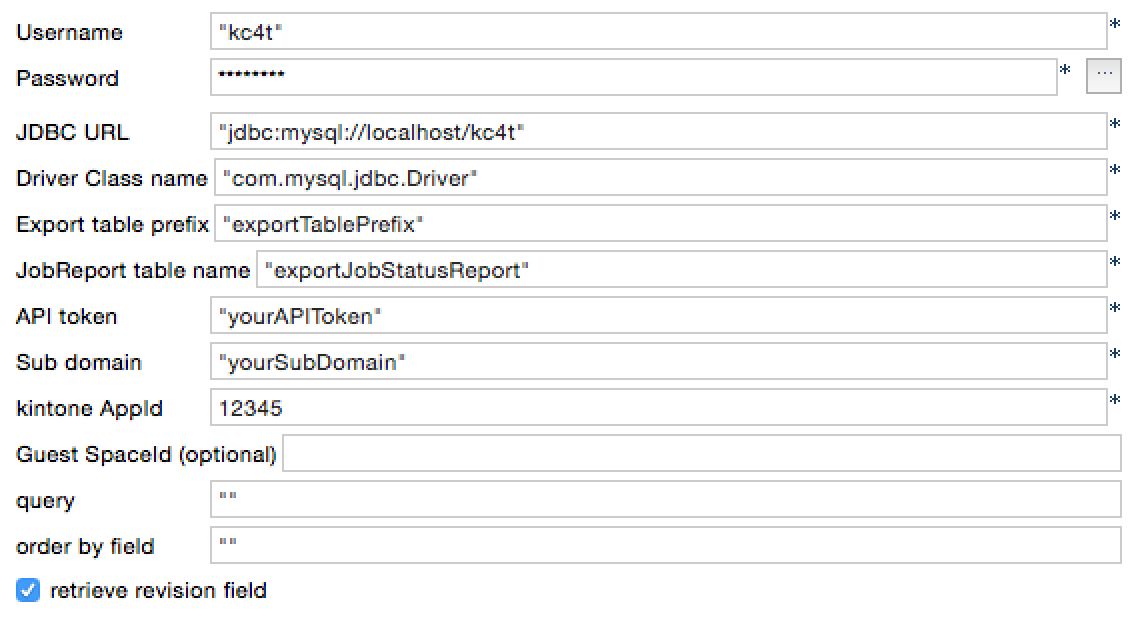 Username "kc4t" *
Password •••••••• * ...
JDBC URL "jdbc:mysql://localhost/kc4t" *
Driver Class name "com.mysql.jdbc.Driver" *
Export table prefix "exportTablePrefix" *
JobReport table name "exportJobStatusReport" *
API token "yourAPIToken" *
Sub domain "yourSubDomain" *
kintone AppId 12345 *
Guest SpaceId (optional)
query ""
order by field ""
retrieve revision field